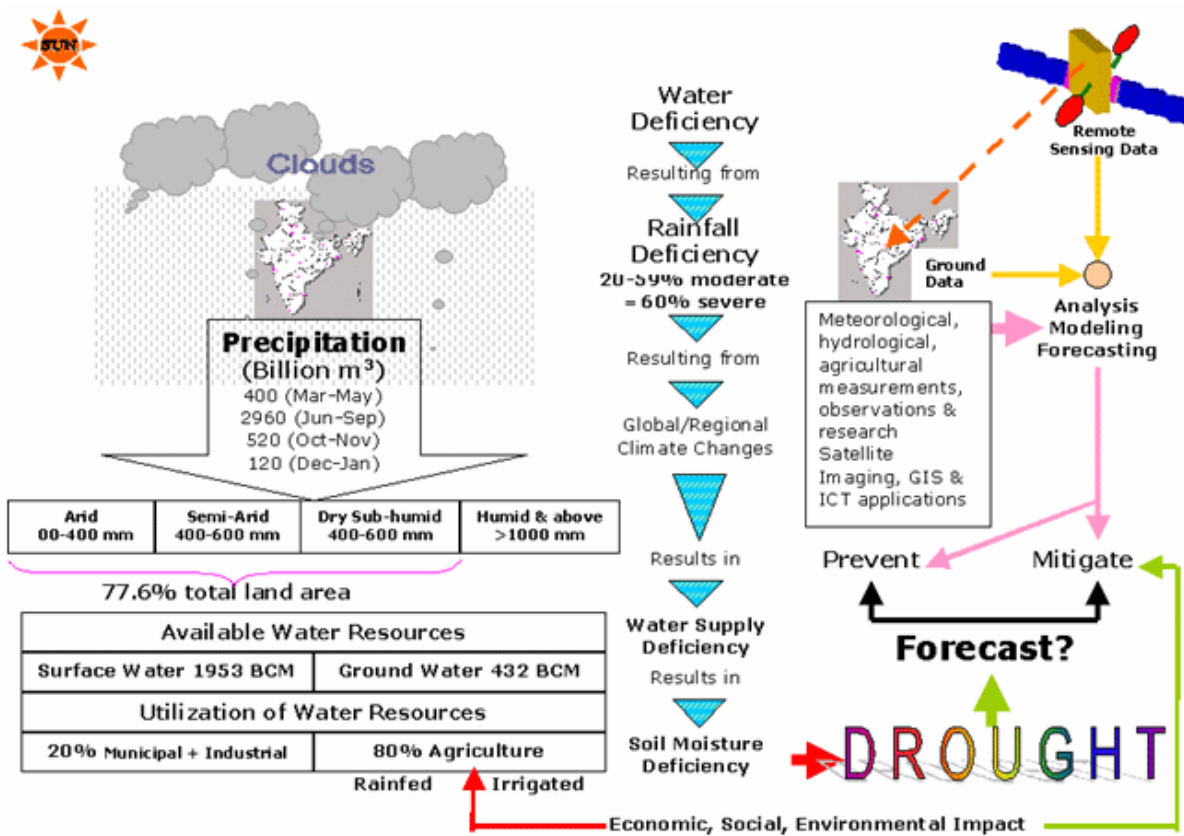 SUN
Clouds
Precipitation
(Billion m³)
400 (Mar-May)
2960 (Jun-Sep)
520 (Oct-Nov)
120 (Dec-Jan)
Arid
00-400 mm
Semi-Arid
400-600 mm
Dry Sub-humid
400-600 mm
Humid & above
>1000 mm
77.6% total land area
Available Water Resources
Surface Water 1953 BCM
Ground Water 432 BCM
Utilization of Water Resources
20% Municipal + Industrial
80% Agriculture
Rainfed
Irrigated
Water
Deficiency
Resulting from
Rainfall
Deficiency
20-59% moderate
= 60% severe
Resulting from
Global/Regional
Climate Changes
Results in
Water Supply
Deficiency
Results in
Soil Moisture
Deficiency
Remote
Sensing Data
Ground
Data
Analysis
Modeling
Forecasting
Meteorological,
hydrological,
agricultural
measurements,
observations &
research
Satellite
Imaging, GIS &
ICT applications
Prevent
Mitigate
Forecast?
DROUGHT
Economic, Social, Environmental Impact